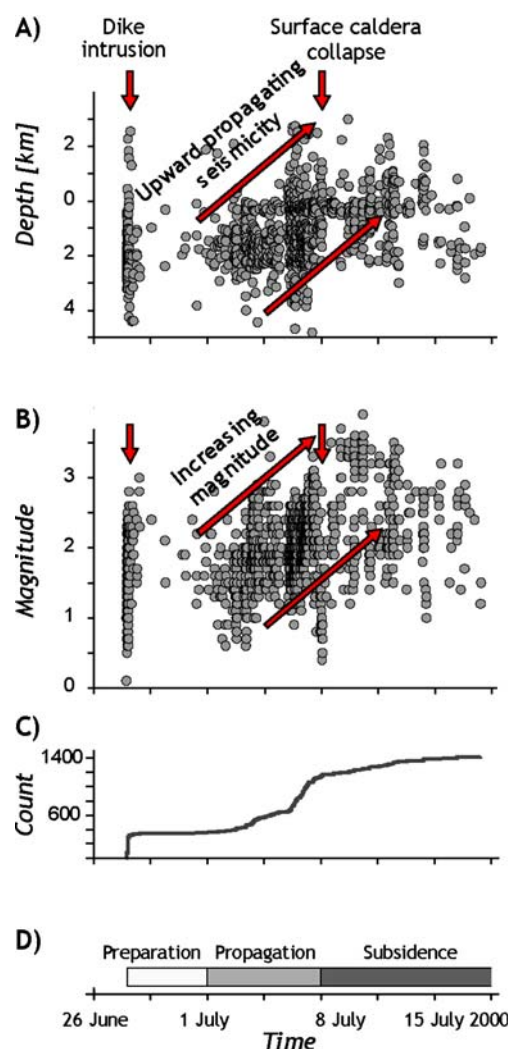 A)
Dike
intrusion
Surface caldera
collapse
Upward propagating
seismicity
Depth [km]
2
0
2
4
B)
Increasing
magnitude
Magnitude
3
2
1
0
C)
Count
1400
600
D)
Preparation
Propagation
Subsidence
26 June
1 July
8 July
15 July 2000
Time